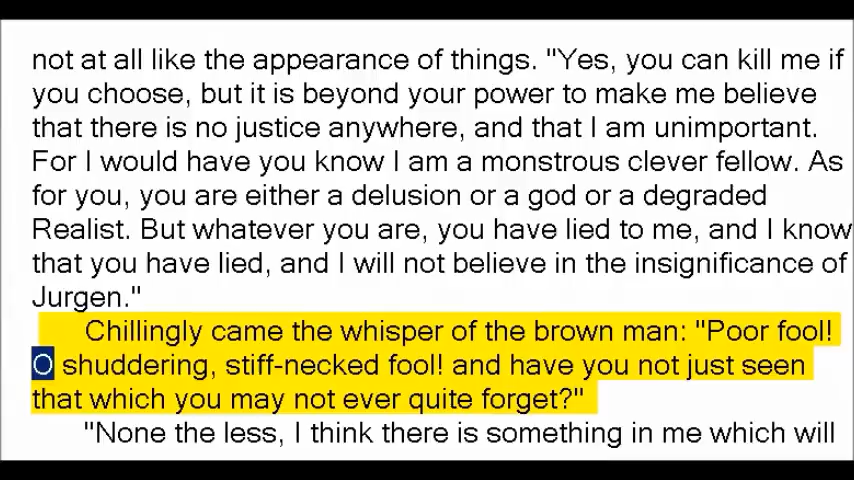 not at all like the appearance of things. "Yes, you can kill me if
you choose, but it is beyond your power to make me believe
that there is no justice anywhere, and that I am unimportant.
For I would have you know I am a monstrous clever fellow. As
for you, you are either a delusion or a god or a degraded
Realist. But whatever you are, you have lied to me, and I know
that you have lied, and I will not believe in the insignificance of
Jurgen."
Chillingly came the whisper of the brown man: "Poor fool!
O shuddering, stiff-necked fool! and have you not just seen
that which you may not ever quite forget?"
"None the less, I think there is something in me which will